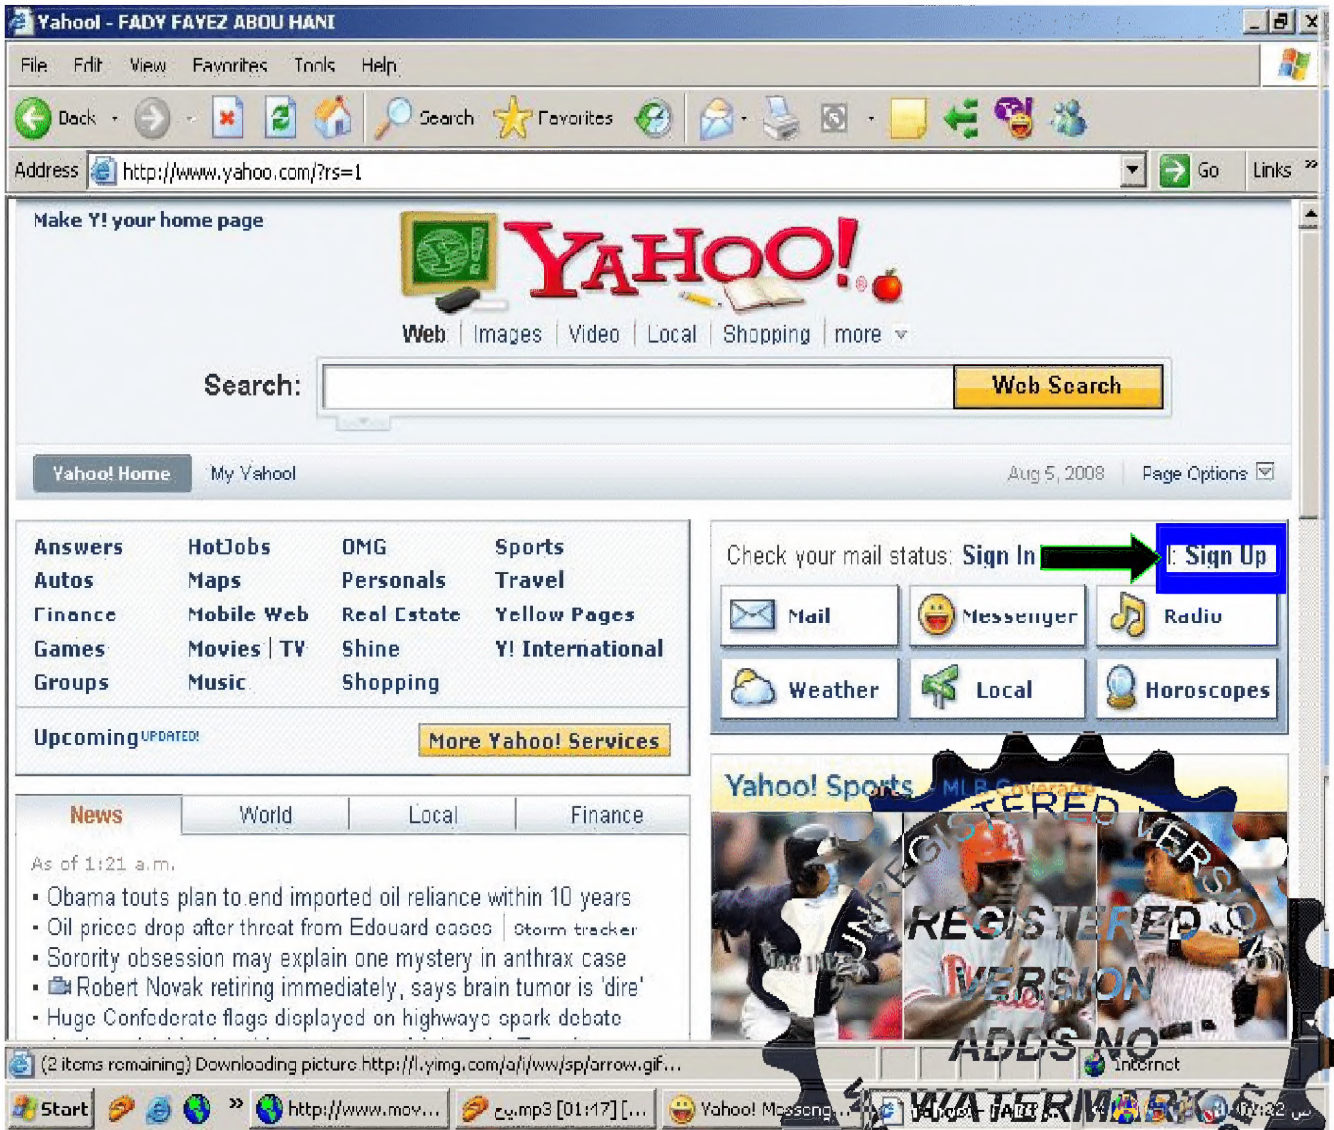 Yahoo! - FADY FAYEZ ABOU HANI
File Edit View Favorites Tools Help
Back Search Favorites
Address http://www.yahoo.com/?rs=1 Go Links »
Make Y! your home page
YAHOO!®
Web | Images | Video | Local | Shopping | more
Search: Web Search
Yahoo! Home My Yahoo! Aug 5, 2008 | Page Options
Check your mail status: Sign In : Sign Up
Answers HotJobs OMG Sports
Autos Maps Personals Travel
Finance Mobile Web Real Estate Yellow Pages
Games Movies | TV Shine Y! International
Groups Music Shopping
Mail Messenger Radio
Weather Local Horoscopes
Upcoming UPDATED! More Yahoo! Services
Yahoo! Sports - MLB Coverage
News World Local Finance
As of 1:21 a.m.
▪ Obama touts plan to end imported oil reliance within 10 years
▪ Oil prices drop after threat from Edouard eases | Storm tracker
▪ Sorority obsession may explain one mystery in anthrax case
▪ Robert Novak retiring immediately, says brain tumor is 'dire'
▪ Huge Confederate flags displayed on highways spark debate
UNREGISTERED VERSION
REGISTERED
VERSION
ADDS NO
WATERMARK
(2 items remaining) Downloading picture http://l.yimg.com/a/i/ww/sp/arrow.gif... Internet
Start » http://www.mov... .mp3 [01:47] [... Yahoo! Messeng...